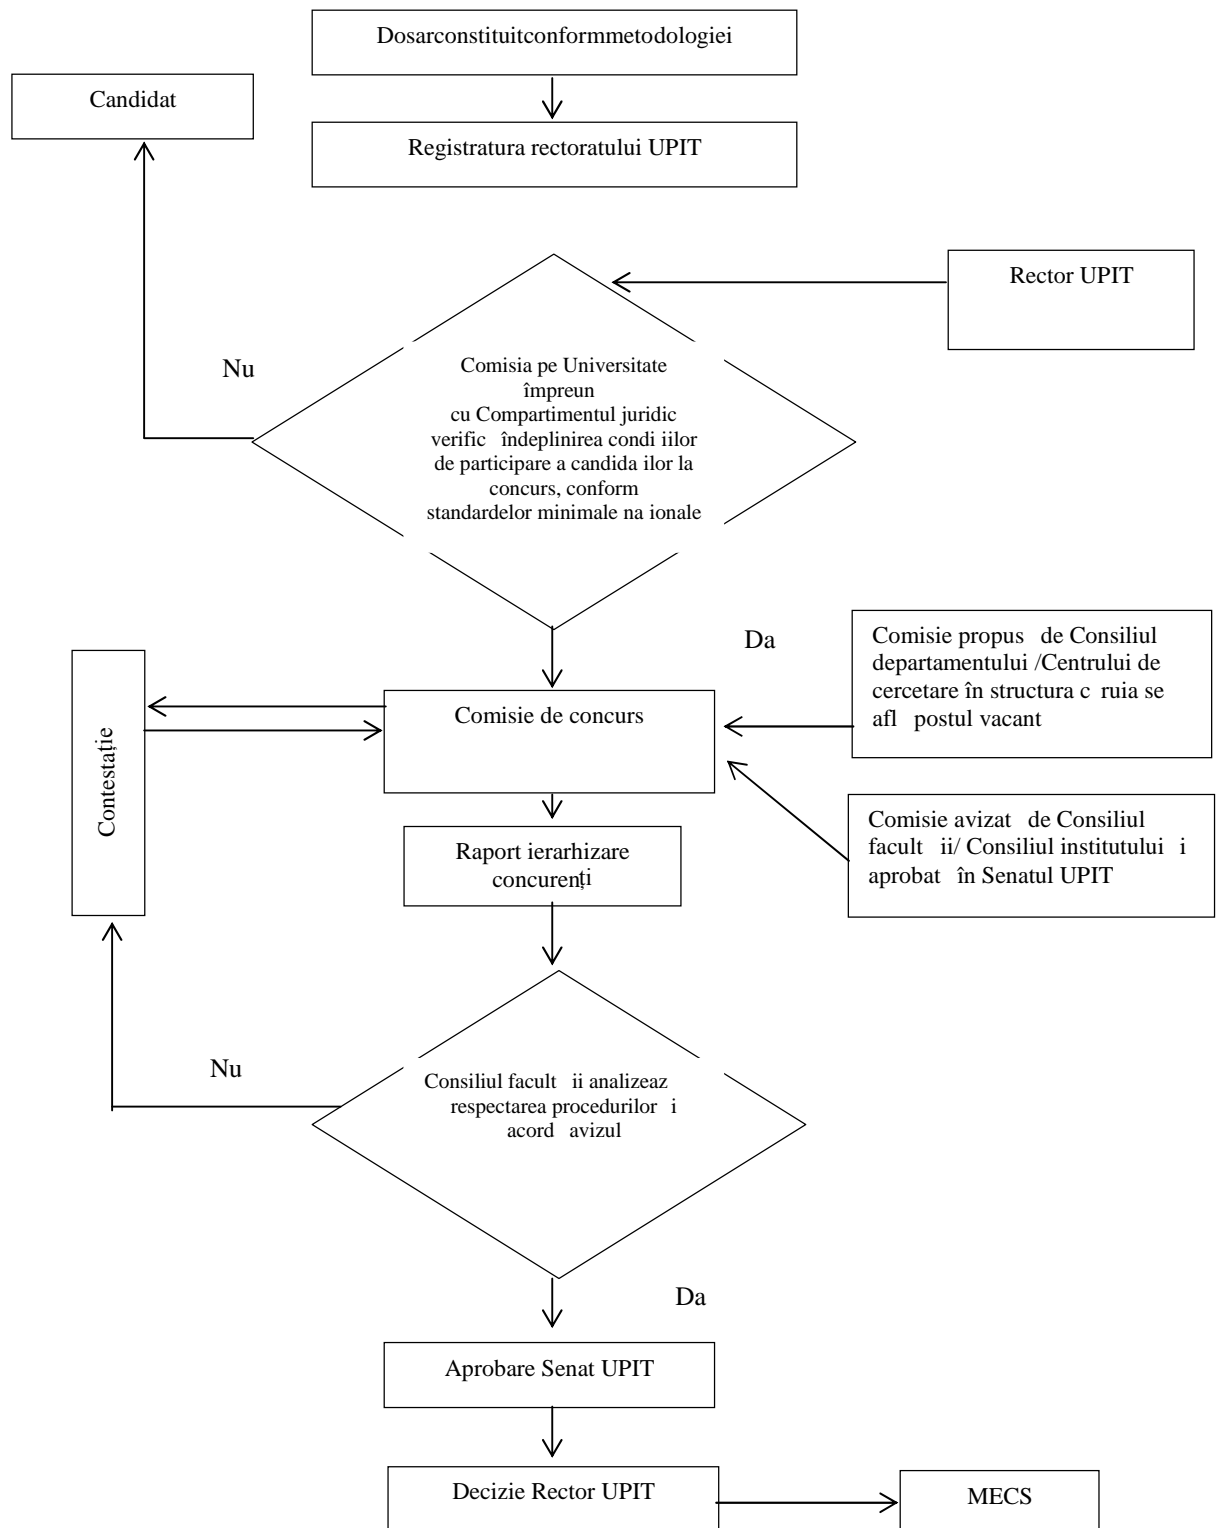 Dosarconstituitconformmetodologiei
Candidat
Registratura rectoratului UPIT
Rector UPIT
Nu
Comisia pe Universitate
împreun
cu Compartimentul juridic
verific îndeplinirea condi iilor
de participare a candida ilor la
concurs, conform
standardelor minimale na ionale
Da
Comisie propus de Consiliul
departamentului /Centrului de
cercetare în structura c ruia se
afl postul vacant
Comisie de concurs
Contestație
Comisie avizat de Consiliul
facult ii/ Consiliul institutului i
aprobat în Senatul UPIT
Raport ierarhizare
concurenți
Nu
Consiliul facult ii analizeaz
respectarea procedurilor i
acord avizul
Da
Aprobare Senat UPIT
Decizie Rector UPIT
MECS